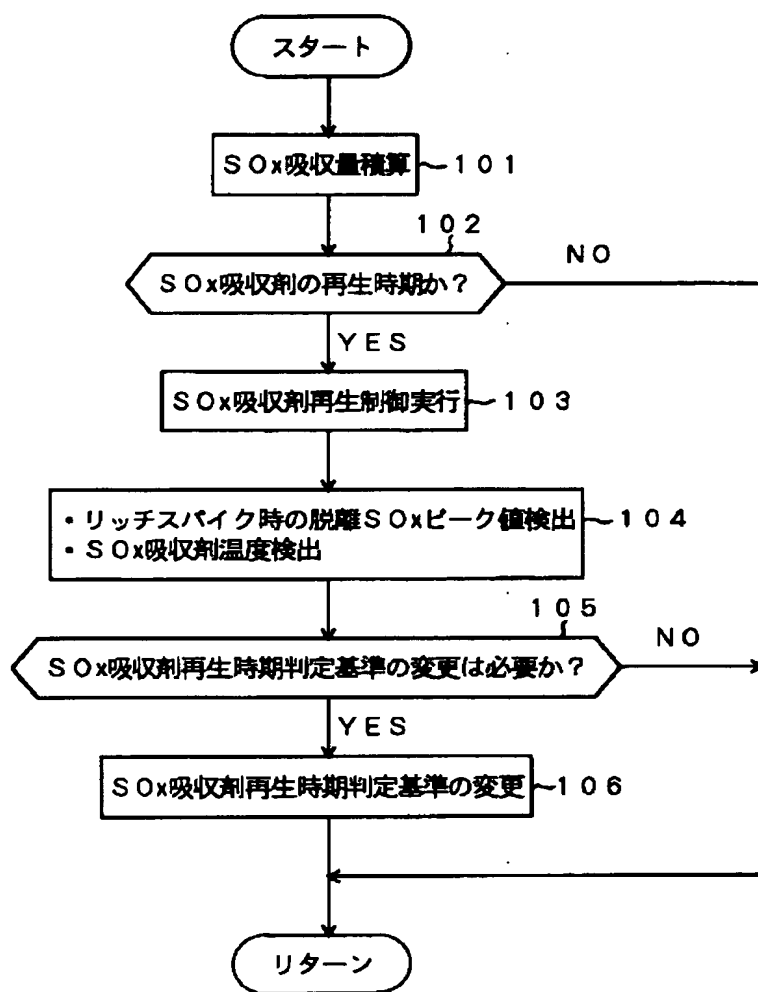 スタート
SOx吸収量積算
101
102
SOx吸収剤の再生時期か?
NO
YES
SOx吸収剤再生制御実行
103
・リッチスパイク時の脱離SOxピーク値検出
・SOx吸収剤温度検出
104
105
SOx吸収剤再生時期判定基準の変更は必要か?
NO
YES
SOx吸収剤再生時期判定基準の変更
106
リターン